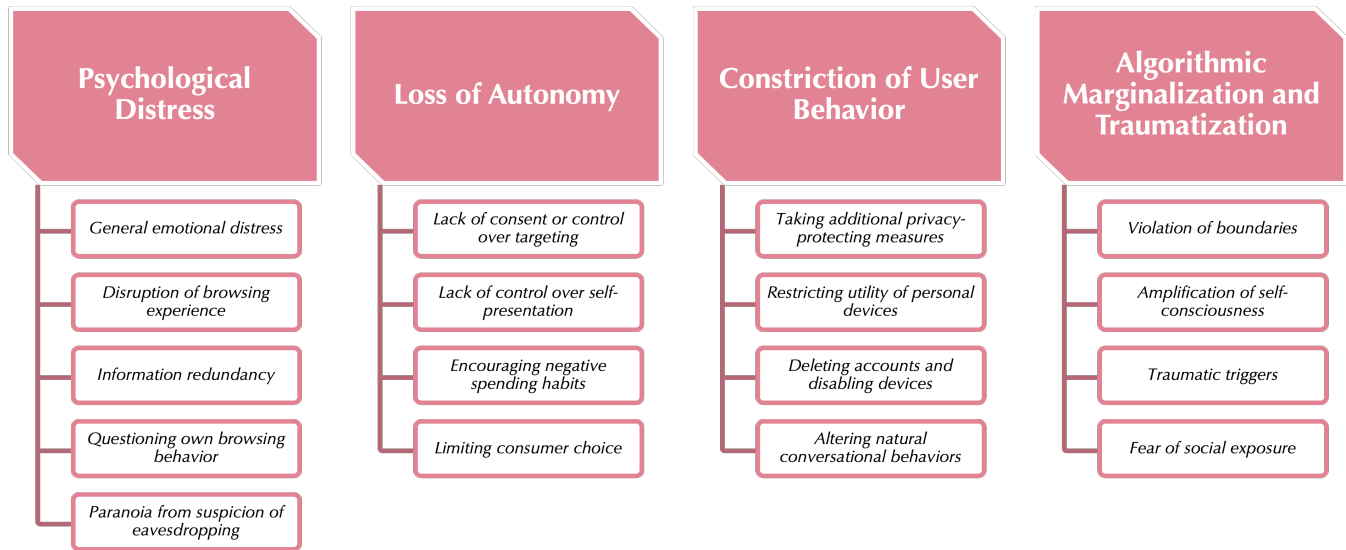 Psychological
Distress
General emotional distress
Disruption of browsing
experience
Information redundancy
Questioning own browsing
behavior
Paranoia from suspicion of
eavesdropping
Loss of Autonomy
Lack of consent or control
over targeting
Lack of control over self-
presentation
Encouraging negative
spending habits
Limiting consumer choice
Constriction of User
Behavior
Taking additional privacy-
protecting measures
Restricting utility of personal
devices
Deleting accounts and
disabling devices
Altering natural
conversational behaviors
Algorithmic
Marginalization and
Traumatization
Violation of boundaries
Amplification of self-
consciousness
Traumatic triggers
Fear of social exposure